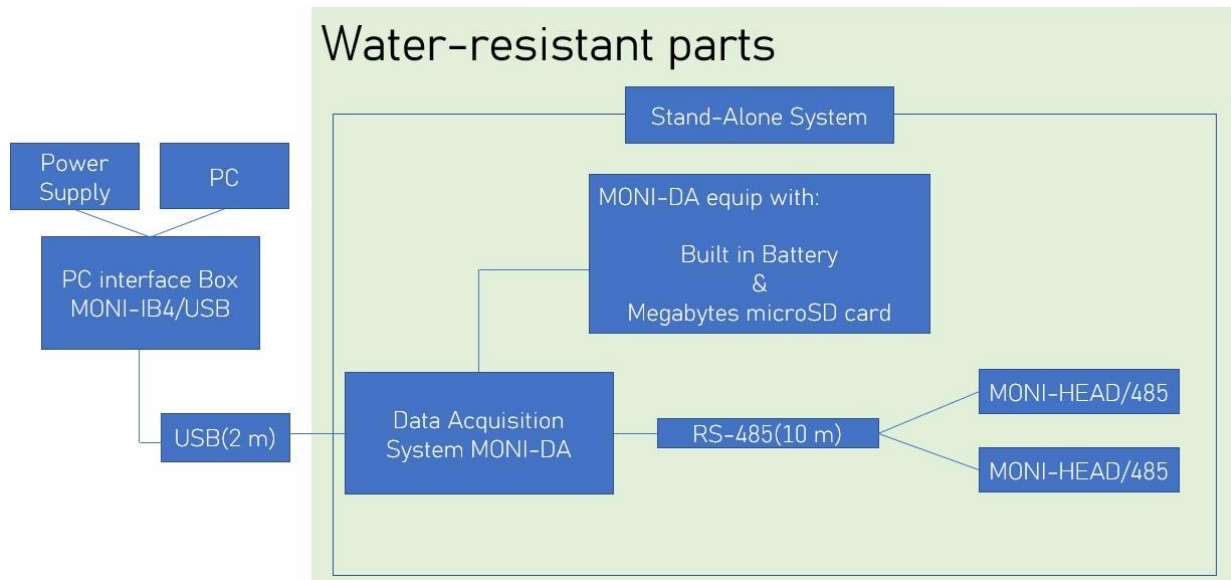 Water-resistant parts
Stand-Alone System
Power
Supply
PC
MONI-DA equip with:
Built in Battery
&
Megabytes microSD card
PC interface Box
MONI-IB4/USB
Data Acquisition
System MONI-DA
USB(2 m)
RS-485(10 m)
MONI-HEAD/485
MONI-HEAD/485